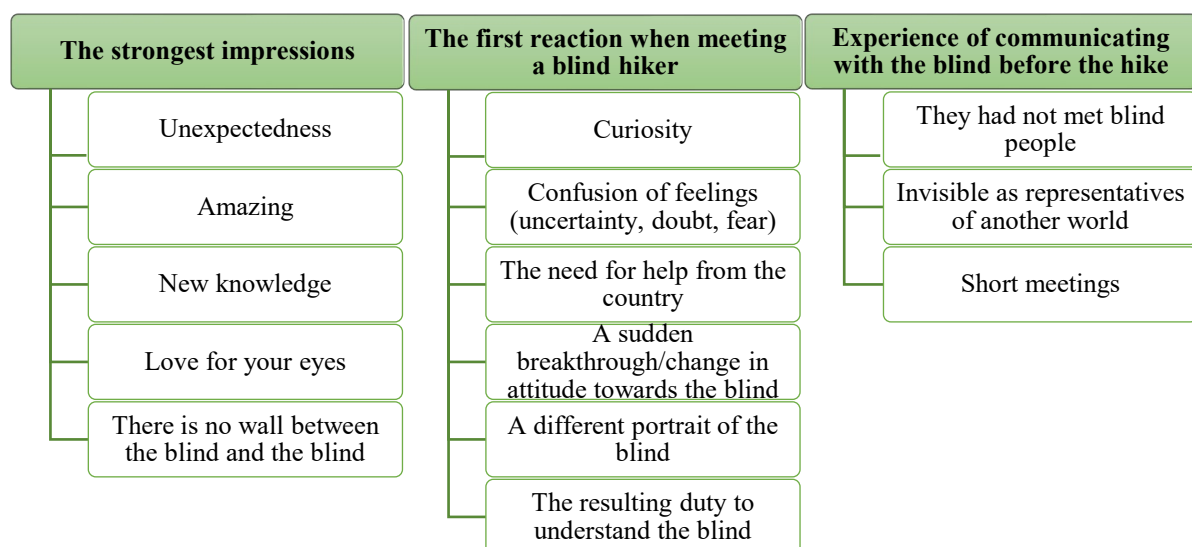 The strongest impressions
Unexpectedness
Amazing
New knowledge
Love for your eyes
There is no wall between
the blind and the blind
The first reaction when meeting
a blind hiker
Curiosity
Confusion of feelings
(uncertainty, doubt, fear)
The need for help from the
country
A sudden
breakthrough/change in
attitude towards the blind
A different portrait of the
blind
The resulting duty to
understand the blind
Experience of communicating
with the blind before the hike
They had not met blind
people
Invisible as representatives
of another world
Short meetings